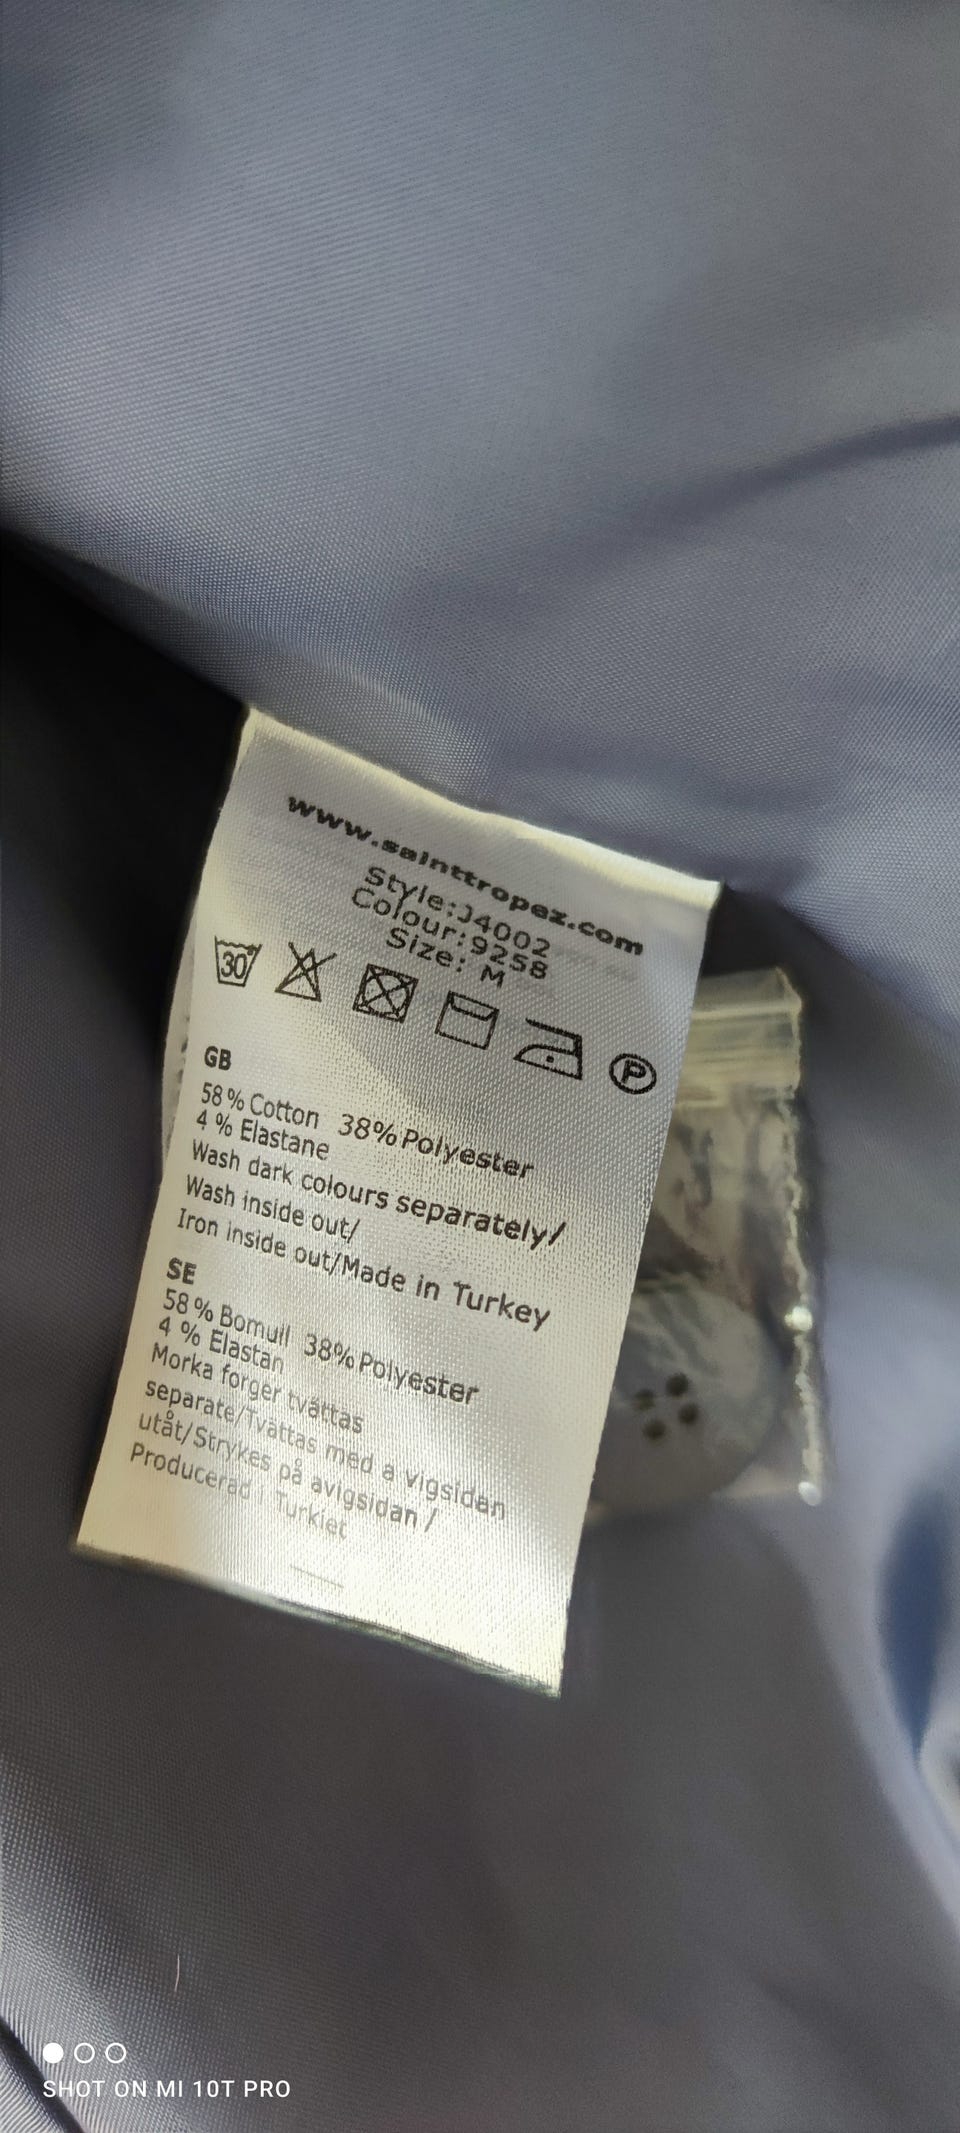 www.sainttropez.com
Style:J4002
Colour:9258
Size: M
30
P
GB
58 % Cotton 38% Polyester
4 % Elastane
Wash dark colours separately/
Wash inside out/
Iron inside out/Made in Turkey
SE
58 % Bomull 38% Polyester
4 % Elastan
Morka forger tvättas
separate/Tvättas med a vigsidan
utåt/Strykes på avigsidan /
Producerad i Turkiet
SHOT ON MI 10T PRO